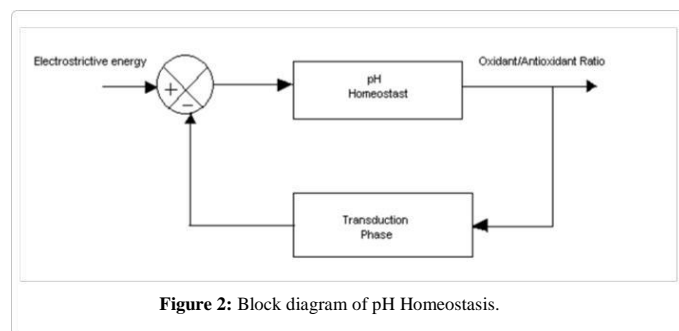 Electrostrictive energy
+
−
pH
Homeostast
Oxidant/Antioxidant Ratio
Transduction
Phase
Figure 2: Block diagram of pH Homeostasis.